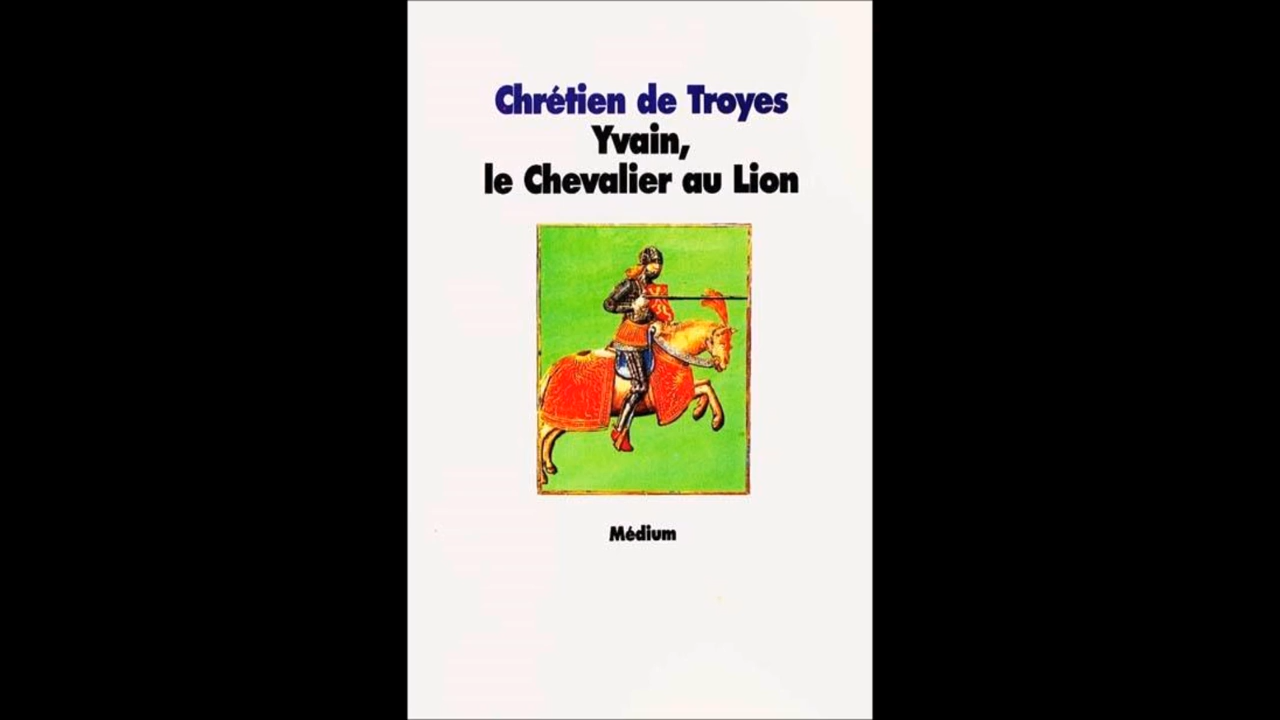 Chrétien de Troyes
Yvain,
le Chevalier au Lion
Médium